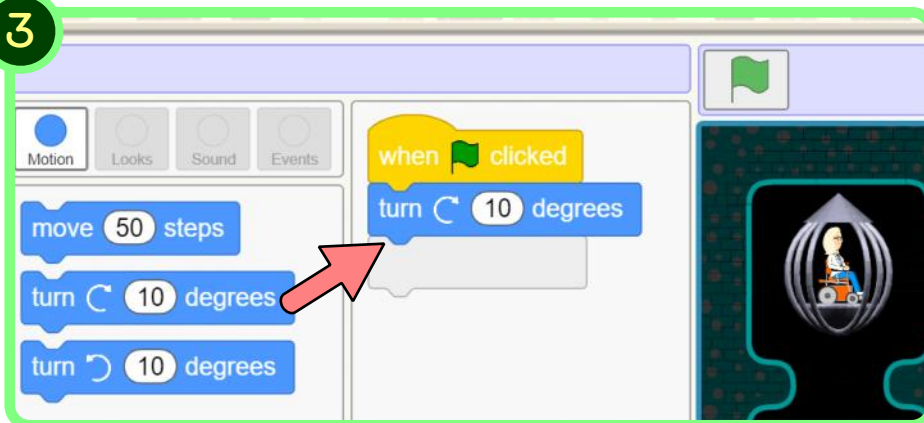 3
Motion Looks Sound Events
when clicked
turn 10 degrees
move 50 steps
turn 10 degrees
turn 10 degrees